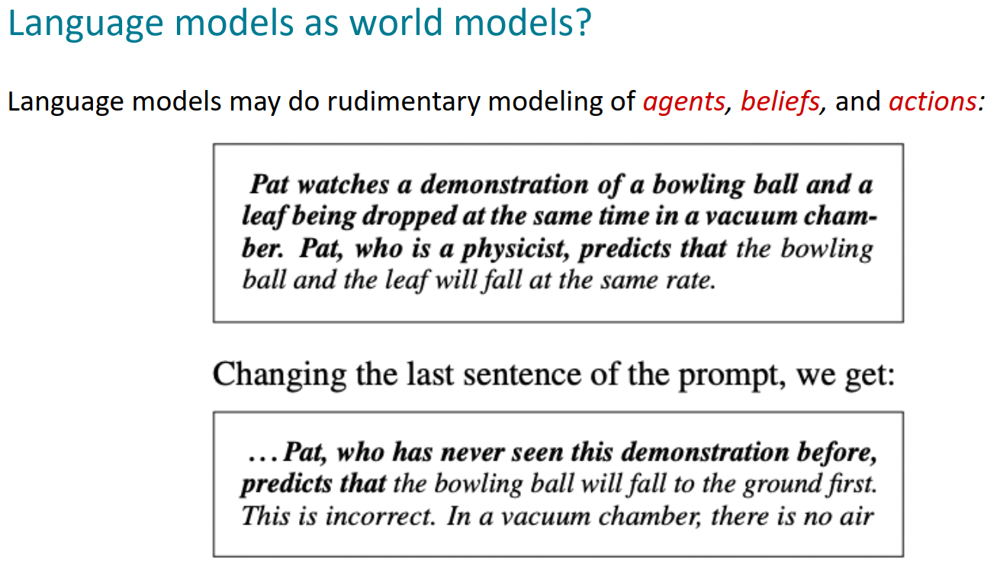 Language models as world models?
Language models may do rudimentary modeling of agents, beliefs, and actions:
Pat watches a demonstration of a bowling ball and a
leaf being dropped at the same time in a vacuum cham-
ber. Pat, who is a physicist, predicts that the bowling
ball and the leaf will fall at the same rate.
Changing the last sentence of the prompt, we get:
...Pat, who has never seen this demonstration before,
predicts that the bowling ball will fall to the ground first.
This is incorrect. In a vacuum chamber, there is no air